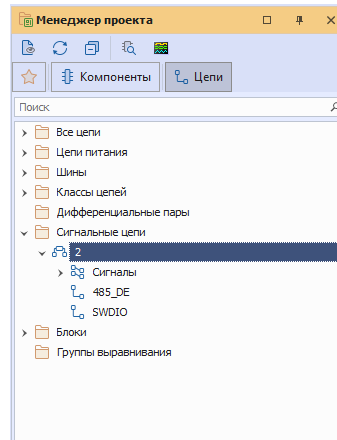 Менеджер проекта
Компоненты
Цепи
Поиск
Все цепи
Цепи питания
Шины
Классы цепей
Дифференциальные пары
Сигнальные цепи
2
Сигналы
485_DE
SWDIO
Блоки
Группы выравнивания